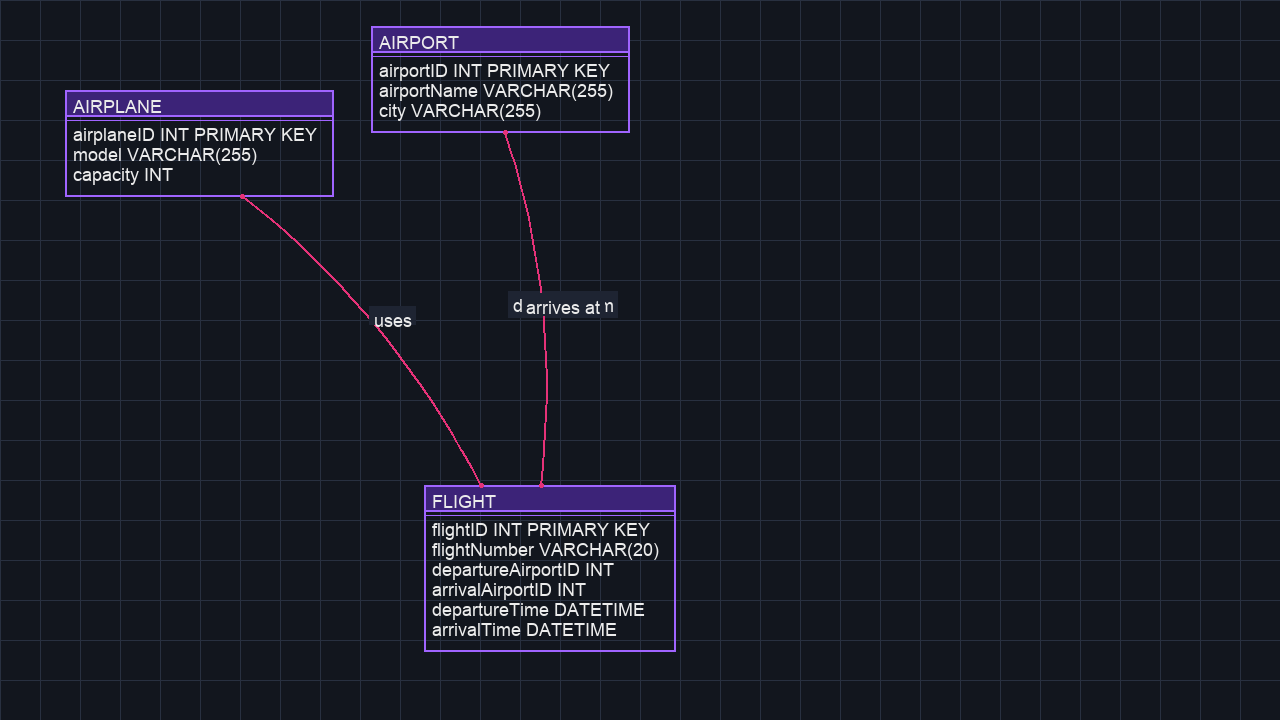 AIRPORT
airportID INT PRIMARY KEY
airportName VARCHAR(255)
city VARCHAR(255)
AIRPLANE
airplaneID INT PRIMARY KEY
model VARCHAR(255)
capacity INT
arrives at
uses
FLIGHT
flightID INT PRIMARY KEY
flightNumber VARCHAR(20)
departureAirportID INT
arrivalAirportID INT
departureTime DATETIME
arrivalTime DATETIME